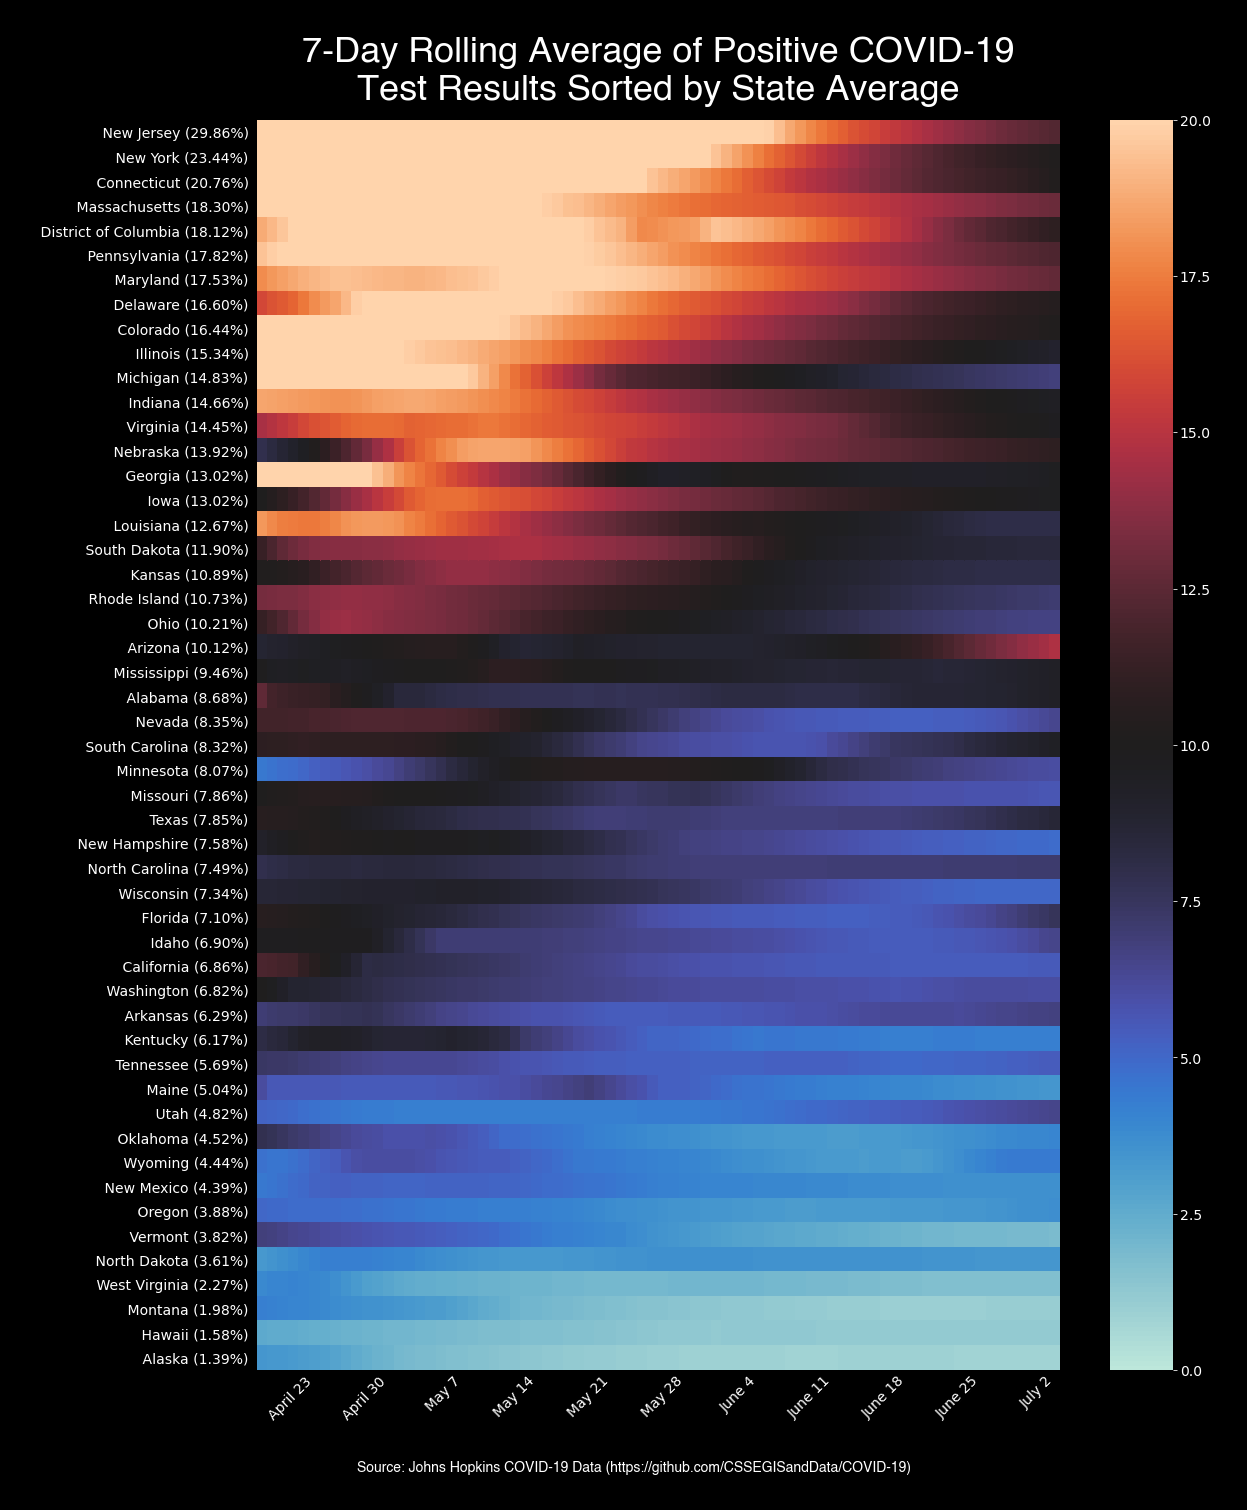 7-Day Rolling Average of Positive COVID-19
Test Results Sorted by State Average
New Jersey (29.86%)
New York (23.44%)
Connecticut (20.76%)
Massachusetts (18.30%)
District of Columbia (18.12%)
Pennsylvania (17.82%)
Maryland (17.53%)
Delaware (16.60%)
Colorado (16.44%)
Illinois (15.34%)
Michigan (14.83%)
Indiana (14.66%)
Virginia (14.45%)
Nebraska (13.92%)
Georgia (13.02%)
Iowa (13.02%)
Louisiana (12.67%)
South Dakota (11.90%)
Kansas (10.89%)
Rhode Island (10.73%)
Ohio (10.21%)
Arizona (10.12%)
Mississippi (9.46%)
Alabama (8.68%)
Nevada (8.35%)
South Carolina (8.32%)
Minnesota (8.07%)
Missouri (7.86%)
Texas (7.85%)
New Hampshire (7.58%)
North Carolina (7.49%)
Wisconsin (7.34%)
Florida (7.10%)
Idaho (6.90%)
California (6.86%)
Washington (6.82%)
Arkansas (6.29%)
Kentucky (6.17%)
Tennessee (5.69%)
Maine (5.04%)
Utah (4.82%)
Oklahoma (4.52%)
Wyoming (4.44%)
New Mexico (4.39%)
Oregon (3.88%)
Vermont (3.82%)
North Dakota (3.61%)
West Virginia (2.27%)
Montana (1.98%)
Hawaii (1.58%)
Alaska (1.39%)
April 23
April 30
May 7
May 14
May 21
May 28
June 4
June 11
June 18
June 25
July 2
20.0
17.5
15.0
12.5
10.0
7.5
5.0
2.5
0.0
Source: Johns Hopkins COVID-19 Data (https://github.com/CSSEGISandData/COVID-19)